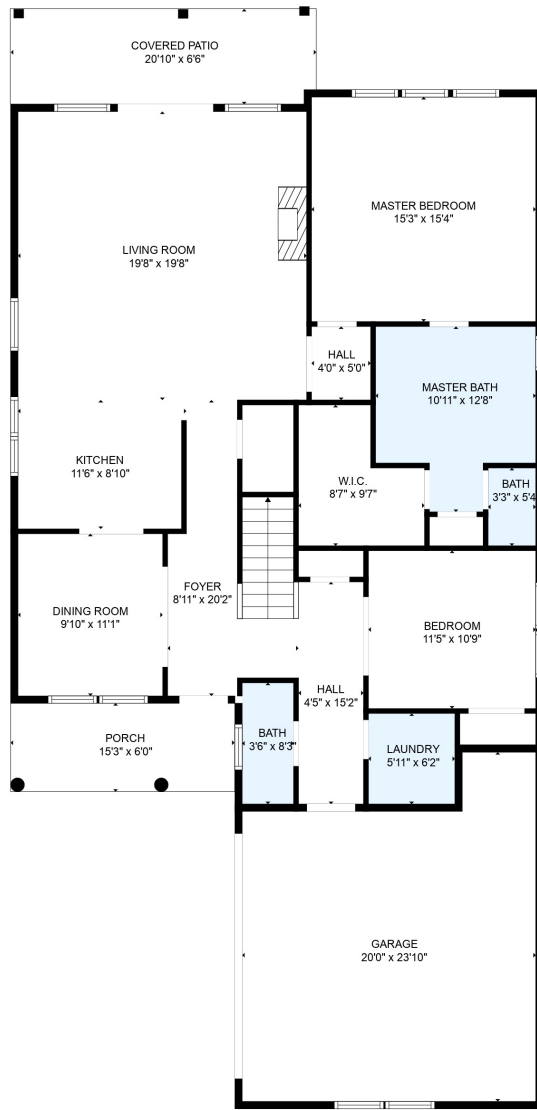 COVERED PATIO
20'10" x 6'6"
MASTER BEDROOM
15'3" x 15'4"
LIVING ROOM
19'8" x 19'8"
HALL
4'0" x 5'0"
MASTER BATH
10'11" x 12'8"
KITCHEN
11'6" x 8'10"
W.I.C.
8'7" x 9'7"
BATH
3'3" x 5'4
FOYER
8'11" x 20'2"
DINING ROOM
9'10" x 11'1"
BEDROOM
11'5" x 10'9"
HALL
4'5" x 15'2"
PORCH
15'3" x 6'0"
BATH
3'6" x 8'3"
LAUNDRY
5'11" x 6'2"
GARAGE
20'0" x 23'10"